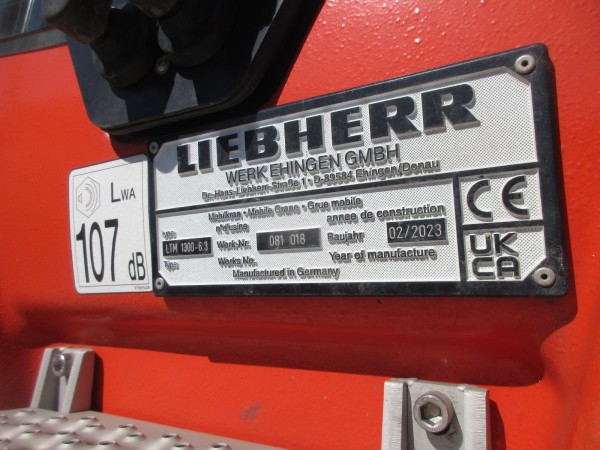 LIEBHERR
WERK EHINGEN GMBH
Dr. Hans-Liebherr-Straße 1 · D-89584 Ehingen/Donau
Mobilkran · Mobile Crane · Grue mobile
Type LTM 1300-6.3 n°d'usine Werk-Nr. 081 018 Works No. annee de construction Baujahr 02/2023 Year of manufacture
Manufactured in Germany
CE
UK
CA
LWA
107 dB